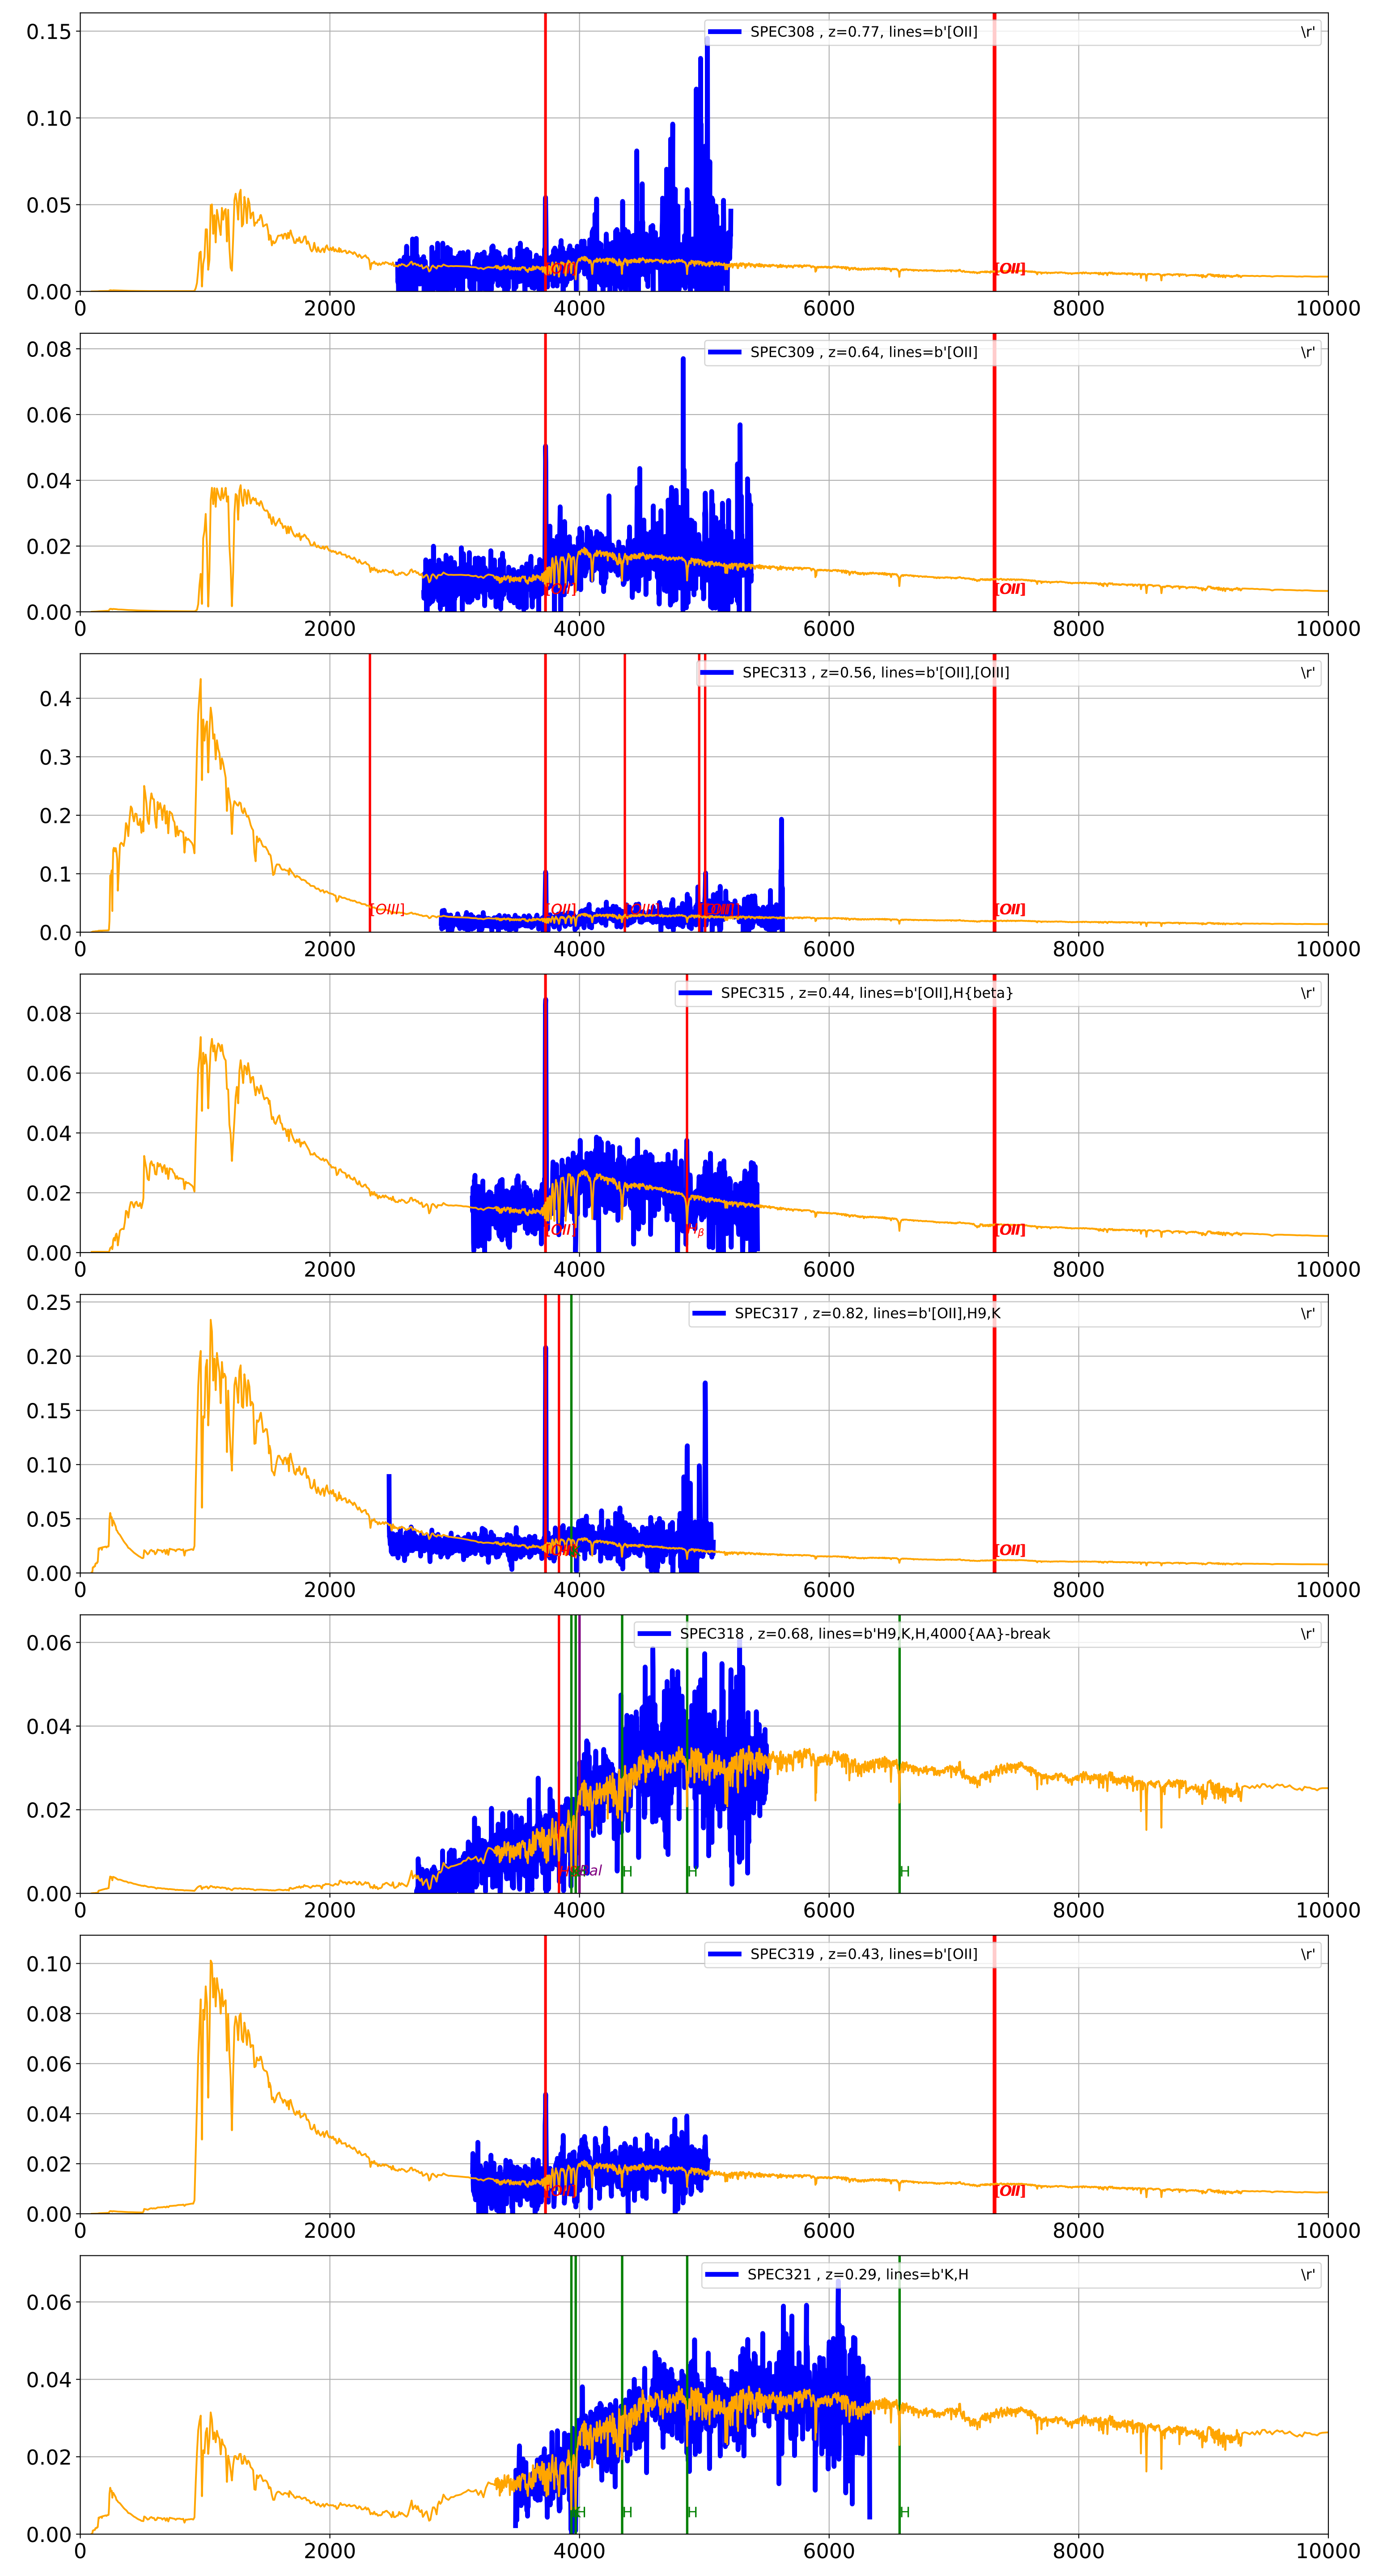 SPEC308 , z=0.77, lines=b'[OII] \r'
0.15
0.10
0.05
0.00
[OII]
0 2000 4000 6000 8000 10000
SPEC309 , z=0.64, lines=b'[OII] \r'
0.08
0.06
0.04
0.02
0.00
[OII] [OII]
0 2000 4000 6000 8000 10000
SPEC313 , z=0.56, lines=b'[OII],[OIII] \r'
0.4
0.3
0.2
0.1
0.0
[OIII] [OII] [OII]
0 2000 4000 6000 8000 10000
SPEC315 , z=0.44, lines=b'[OII],H{beta} \r'
0.08
0.06
0.04
0.02
0.00
[OII] Hβ [OII]
0 2000 4000 6000 8000 10000
SPEC317 , z=0.82, lines=b'[OII],H9,K \r'
0.25
0.20
0.15
0.10
0.05
0.00
[OII]
0 2000 4000 6000 8000 10000
SPEC318 , z=0.68, lines=b'H9,K,H,4000{AA}-break \r'
0.06
0.04
0.02
0.00
H H H
0 2000 4000 6000 8000 10000
SPEC319 , z=0.43, lines=b'[OII] \r'
0.10
0.08
0.06
0.04
0.02
0.00
[OII]
0 2000 4000 6000 8000 10000
SPEC321 , z=0.29, lines=b'K,H \r'
0.06
0.04
0.02
0.00
H H H
0 2000 4000 6000 8000 10000